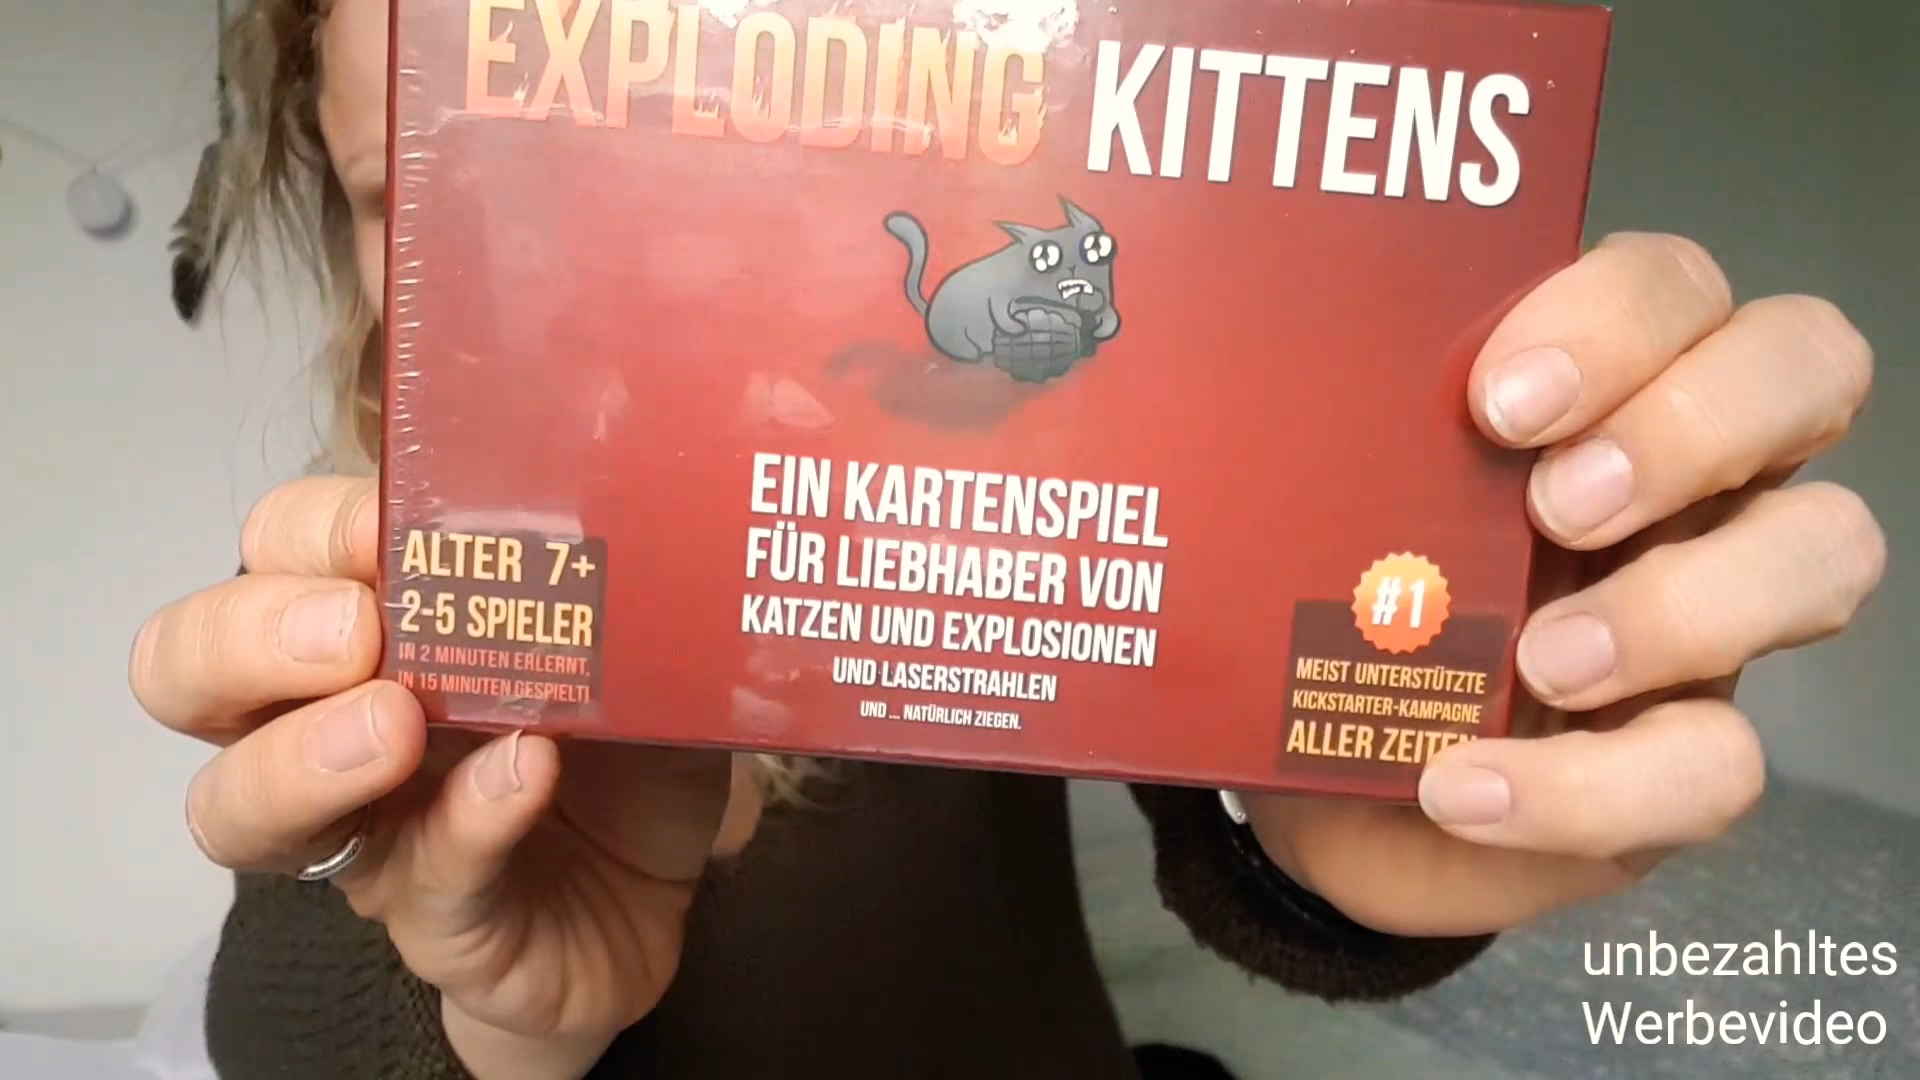 EXPLODING KITTENS
EIN KARTENSPIEL
FÜR LIEBHABER VON
KATZEN UND EXPLOSIONEN
UND LASERSTRAHLEN
UND ... NATÜRLICH ZIEGEN.
ALTER 7+
2-5 SPIELER
IN 2 MINUTEN ERLERNT,
IN 15 MINUTEN GESPIELT!
#1
MEIST UNTERSTÜTZTE
KICKSTARTER-KAMPAGNE
ALLER ZEITEN
unbezahltes
Werbevideo